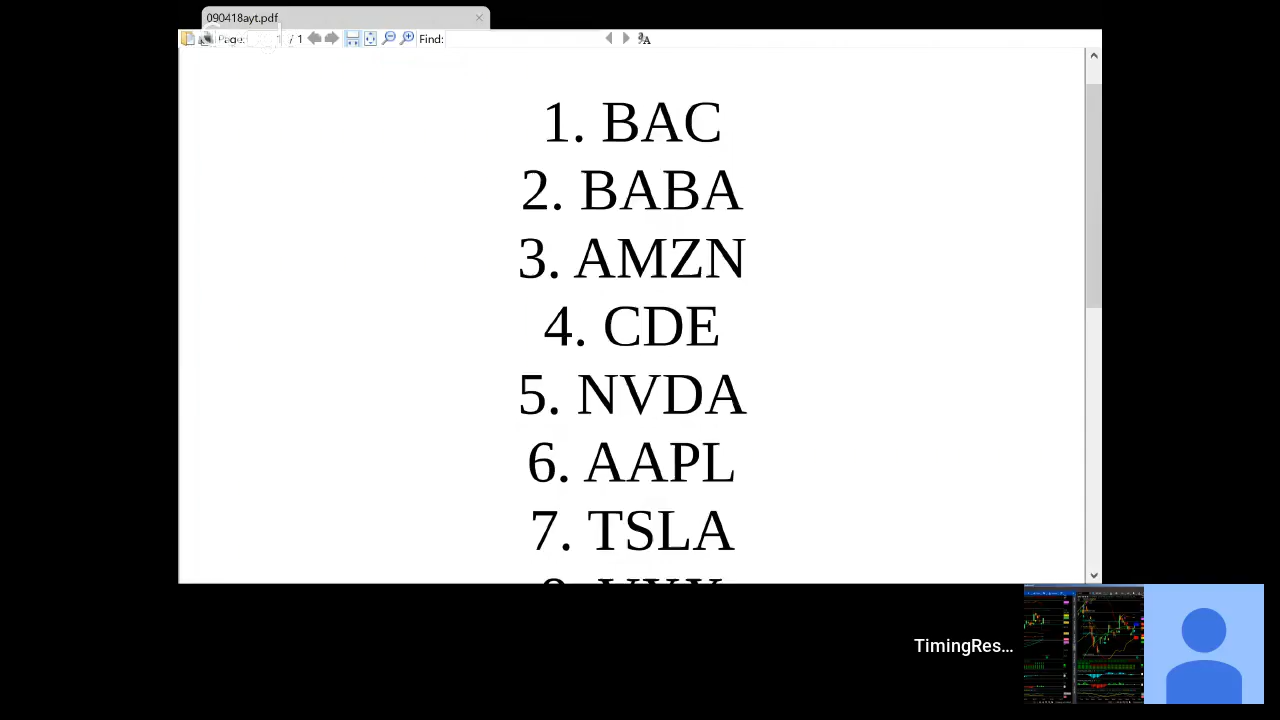 090418ayt.pdf
Page: / 1 Find:
1. BAC
2. BABA
3. AMZN
4. CDE
5. NVDA
6. AAPL
7. TSLA
TimingRes...